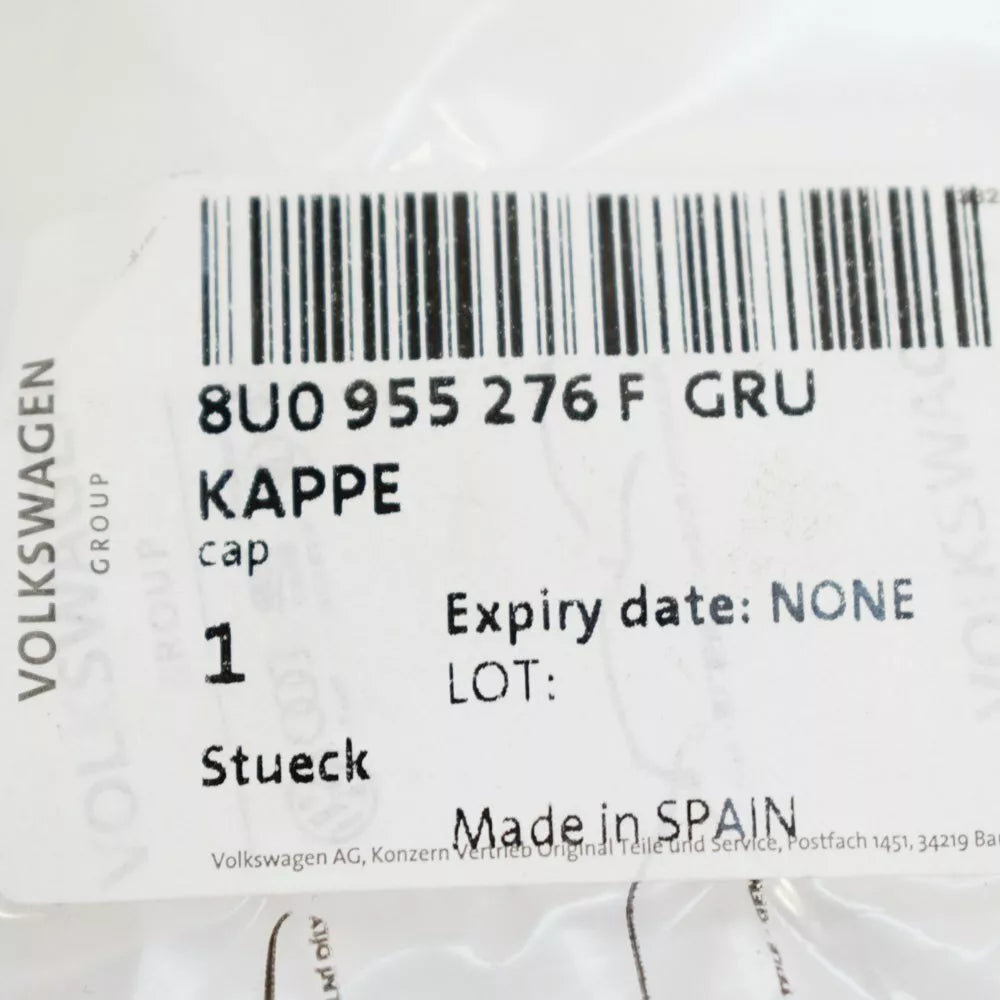 VOLKSWAGEN
GROUP
8U0 955 276 F GRU
KAPPE
cap
1
Expiry date: NONE
LOT:
Stueck
Made in SPAIN
Volkswagen AG, Konzern Vertrieb Original Teile und Service, Postfach 1451, 34219